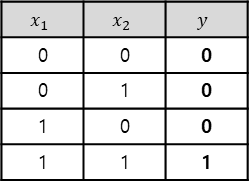 x₁ x₂ y
0 0 0
0 1 0
1 0 0
1 1 1